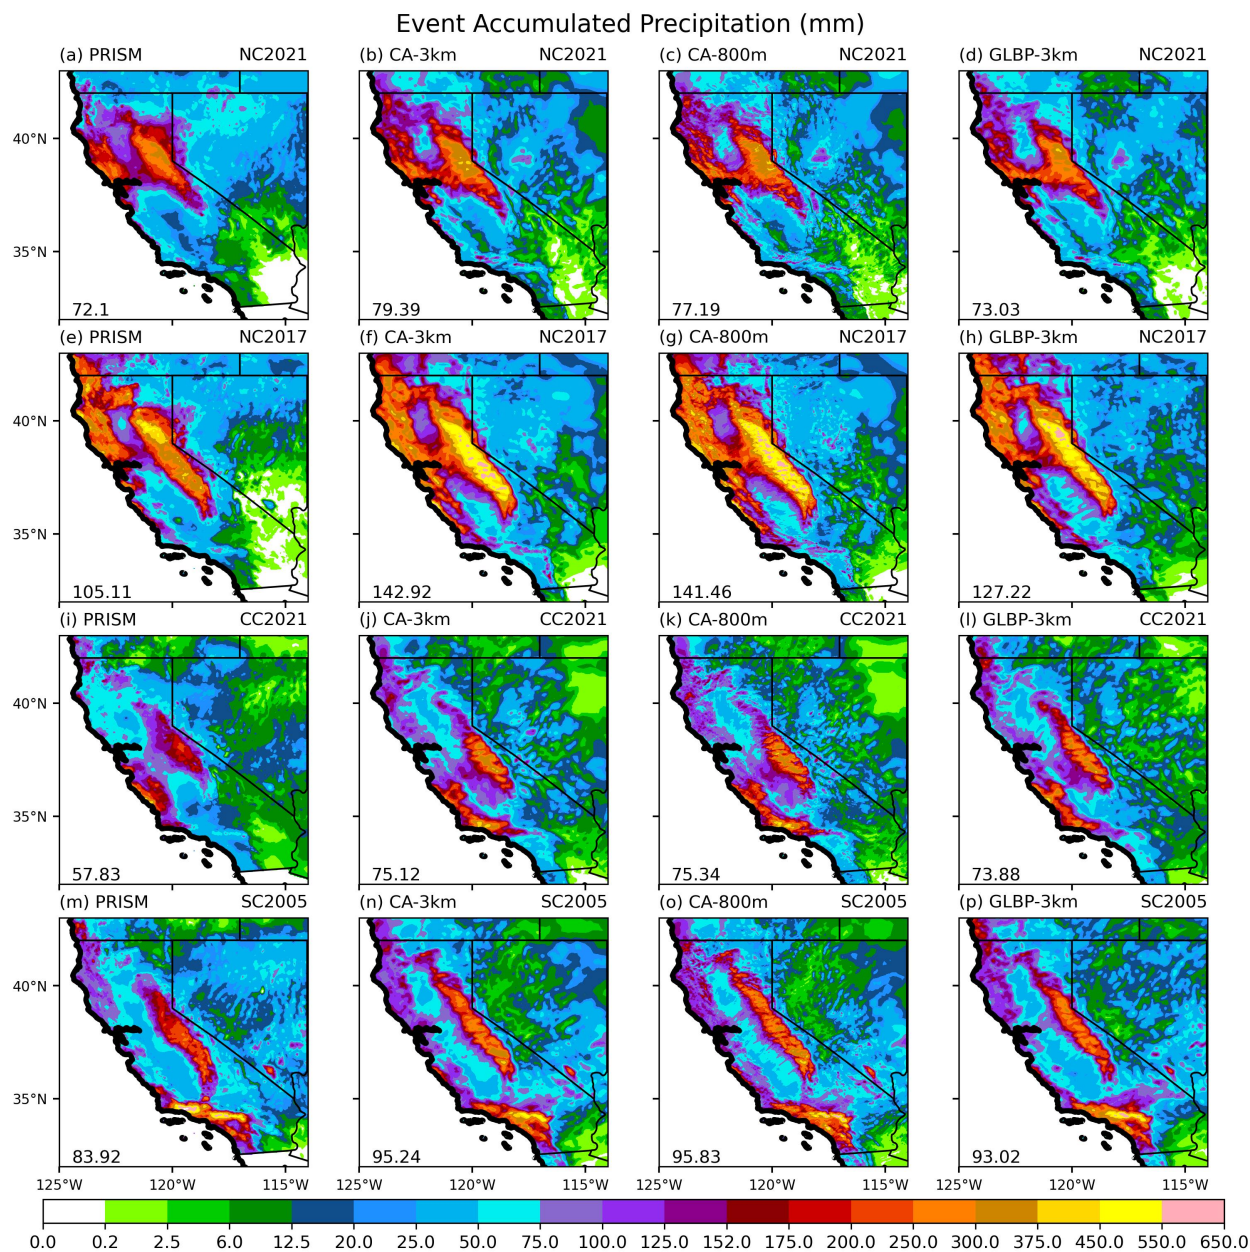 Event Accumulated Precipitation (mm)
(a) PRISM NC2021 (b) CA-3km NC2021 (c) CA-800m NC2021 (d) GLBP-3km NC2021
40°N
35°N
72.1 79.39 77.19 73.03
(e) PRISM NC2017 (f) CA-3km NC2017 (g) CA-800m NC2017 (h) GLBP-3km NC2017
40°N
35°N
105.11 142.92 141.46 127.22
(i) PRISM CC2021 (j) CA-3km CC2021 (k) CA-800m CC2021 (l) GLBP-3km CC2021
40°N
35°N
57.83 75.12 75.34 73.88
(m) PRISM SC2005 (n) CA-3km SC2005 (o) CA-800m SC2005 (p) GLBP-3km SC2005
40°N
35°N
83.92 95.24 95.83 93.02
125°W 120°W 115°W 125°W 120°W 115°W 125°W 120°W 115°W 125°W 120°W 115°W
0.0 0.2 2.5 6.0 12.5 20.0 25.0 50.0 75.0 100.0 125.0 152.0 175.0 200.0 250.0 300.0 375.0 450.0 550.0 650.0